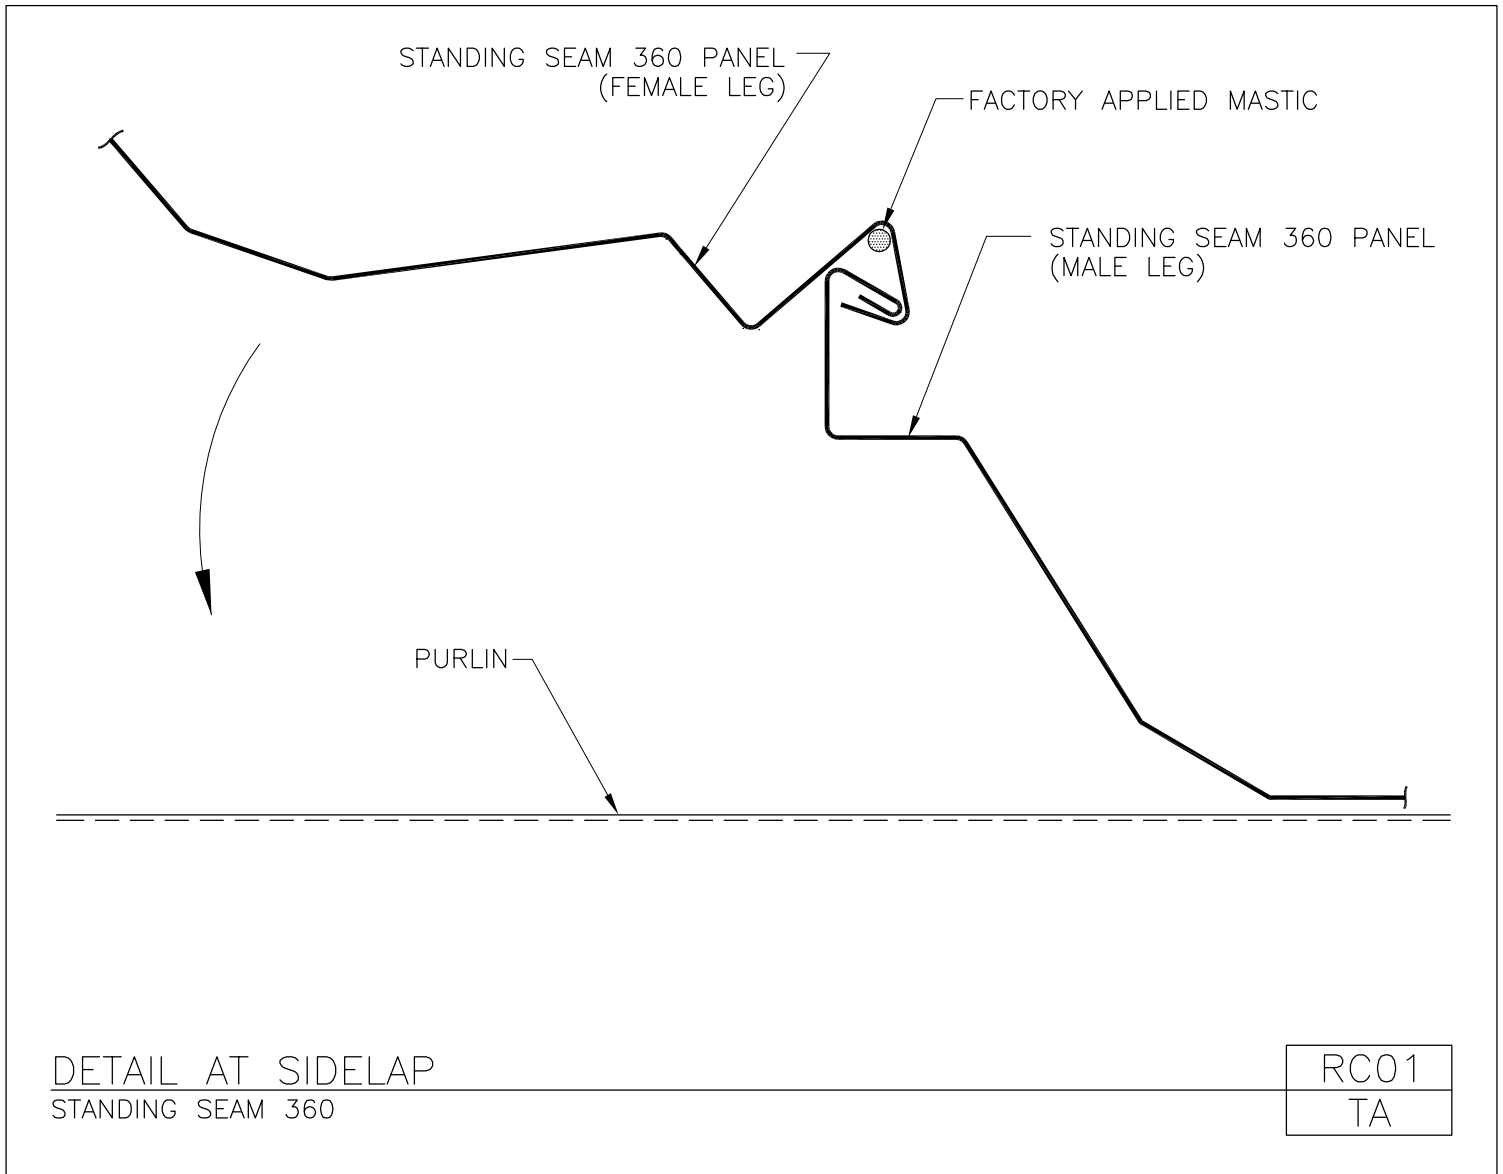 STANDING SEAM 360 PANEL
(FEMALE LEG)
FACTORY APPLIED MASTIC
STANDING SEAM 360 PANEL
(MALE LEG)
PURLIN
DETAIL AT SIDELAP
STANDING SEAM 360
RC01
TA